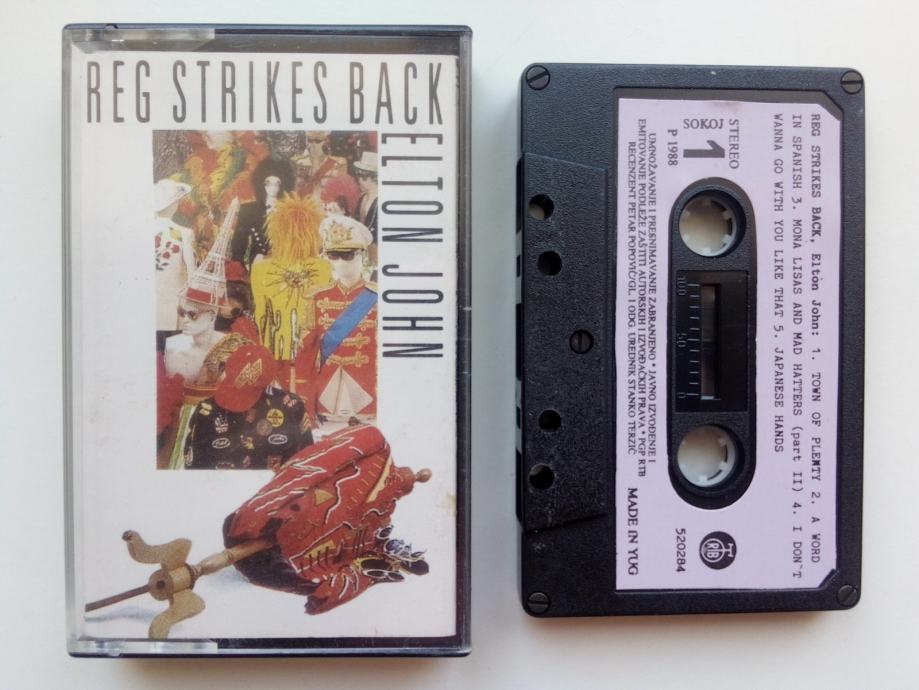 REG STRIKES BACK
ELTON JOHN
REG STRIKES BACK, Elton John: 1. TOWN OF PLENTY 2. A WORD
IN SPANISH 3. MONA LISAS AND MAD HATTERS (part II) 4. I DON`T
WANNA GO WITH YOU LIKE THAT 5. JAPANESE HANDS
STEREO
1
SOKOJ
P 1988
100 50 0
RTB
520284
UMNOŽAVANJE I PRESNIMAVANJE ZABRANJENO * JAVNO IZVOĐENJE I
EMITOVANJE PODLEŽE ZAŠTITI AUTORSKIH I IZVOĐAČKIH PRAVA * PGP RTB
RECENZENT PETAR POPOVIĆ/GL. I ODG. UREDNIK STANKO TERZIĆ
MADE IN YUG